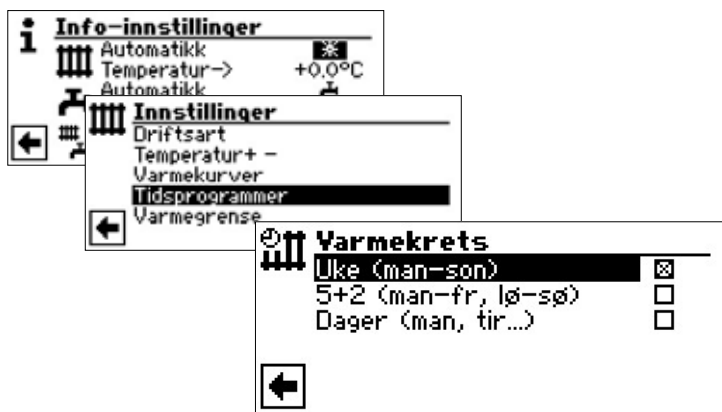 Info-innstillinger
Automatikk
Temperatur-> +0.0°C
Automatikk
Innstillinger
Driftsart
Temperatur+ -
Varmekurver
Tidsprogrammer
Varmegrense
Varmekrets
Uke (man-son)
5+2 (man-fr, lø-sø)
Dager (man, tir...)